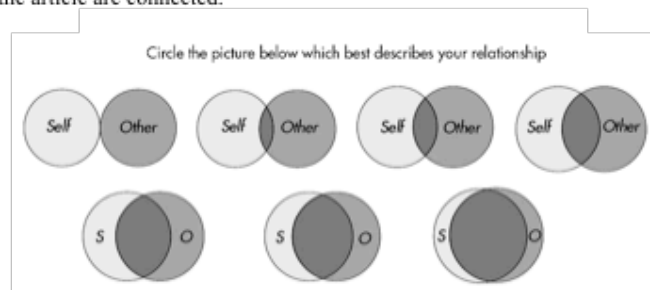 the article are connected.
Circle the picture below which best describes your relationship
Self Other Self Other Self Other Self Other
S O S O S O